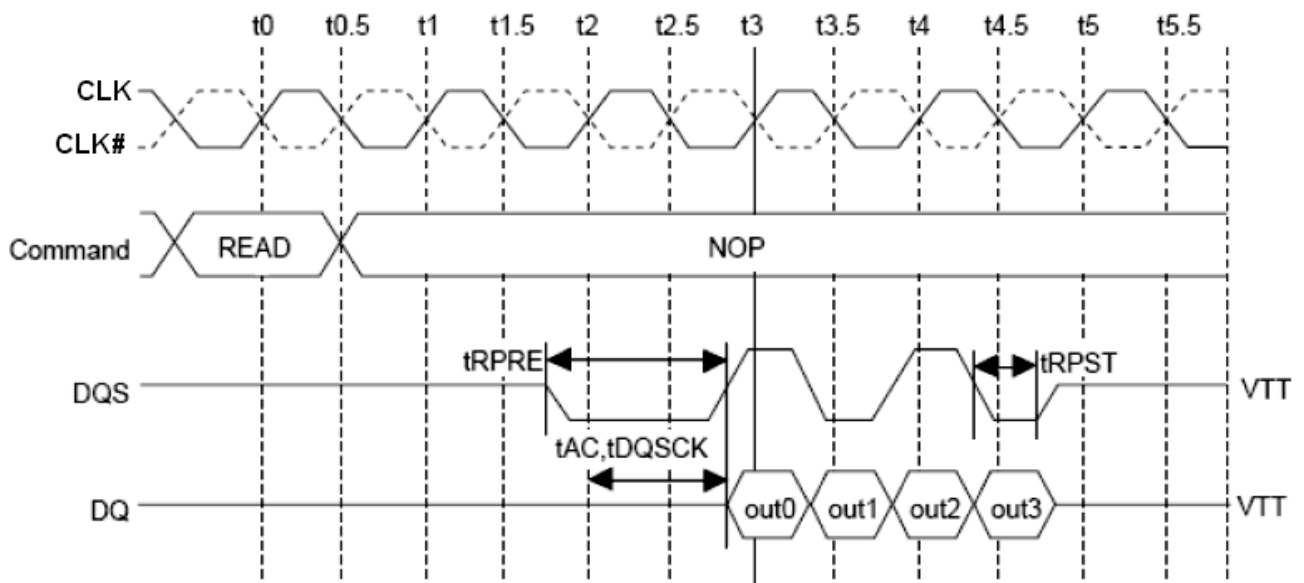 t0 t0.5 t1 t1.5 t2 t2.5 t3 t3.5 t4 t4.5 t5 t5.5
CLK
CLK#
Command READ NOP
tRPRE tRPST
DQS VTT
tAC,tDQSCK
DQ out0 out1 out2 out3 VTT